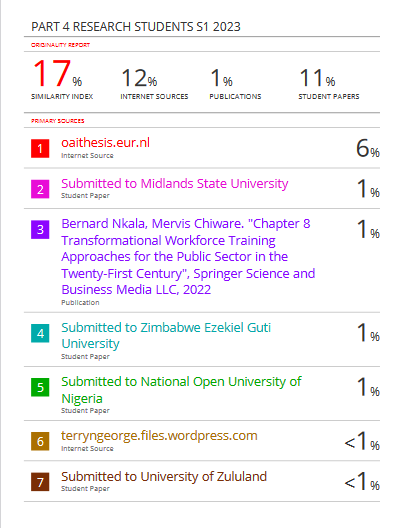 PART 4 RESEARCH STUDENTS S1 2023
ORIGINALITY REPORT
17% 12% 1% 11%
SIMILARITY INDEX INTERNET SOURCES PUBLICATIONS STUDENT PAPERS
PRIMARY SOURCES
1 oaithesis.eur.nl 6%
Internet Source
2 Submitted to Midlands State University 1%
Student Paper
3 Bernard Nkala, Mervis Chiware. "Chapter 8 1%
Transformational Workforce Training
Approaches for the Public Sector in the
Twenty-First Century", Springer Science and
Business Media LLC, 2022
Publication
4 Submitted to Zimbabwe Ezekiel Guti 1%
University
Student Paper
5 Submitted to National Open University of 1%
Nigeria
Student Paper
6 terryngeorge.files.wordpress.com <1%
Internet Source
7 Submitted to University of Zululand <1%
Student Paper